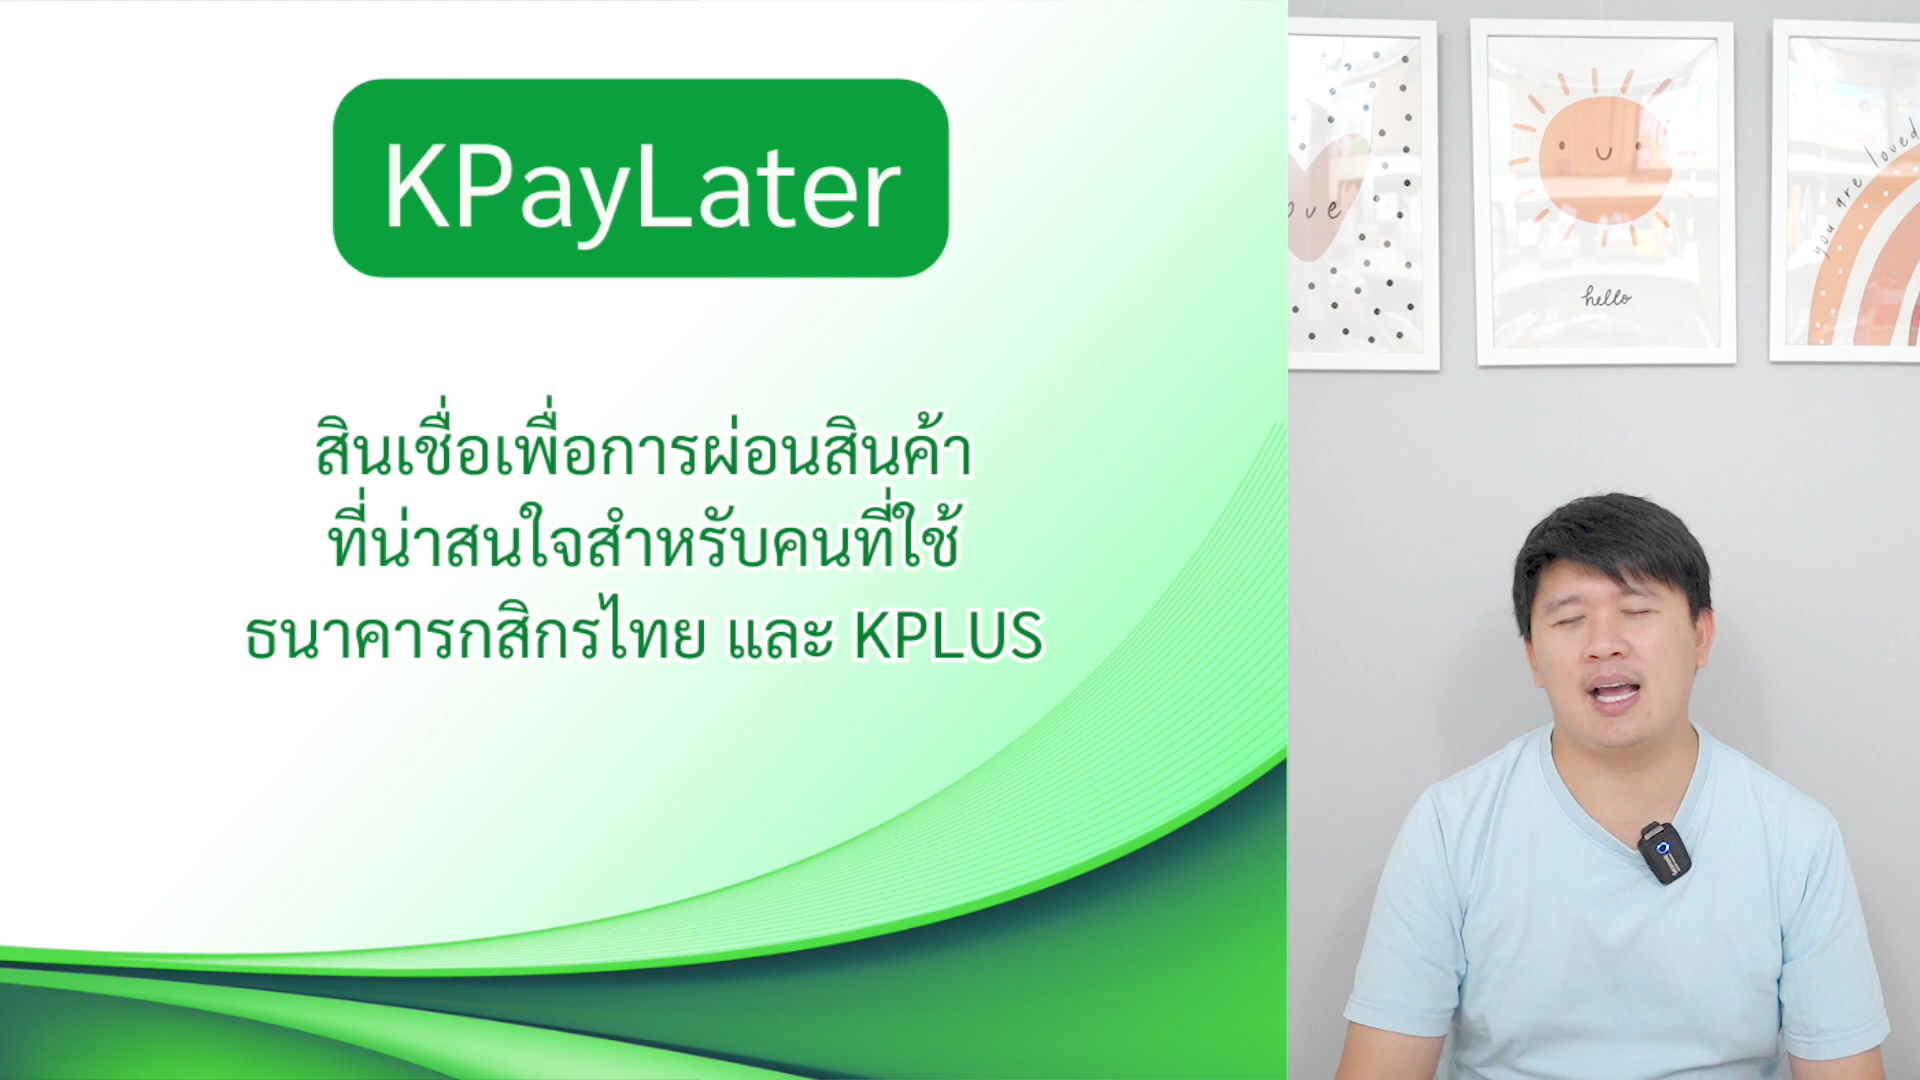 KPayLater
สินเชื่อเพื่อการผ่อนสินค้า
ที่น่าสนใจสำหรับคนที่ใช้
ธนาคารกสิกรไทย และ KPLUS
hello
you are loved